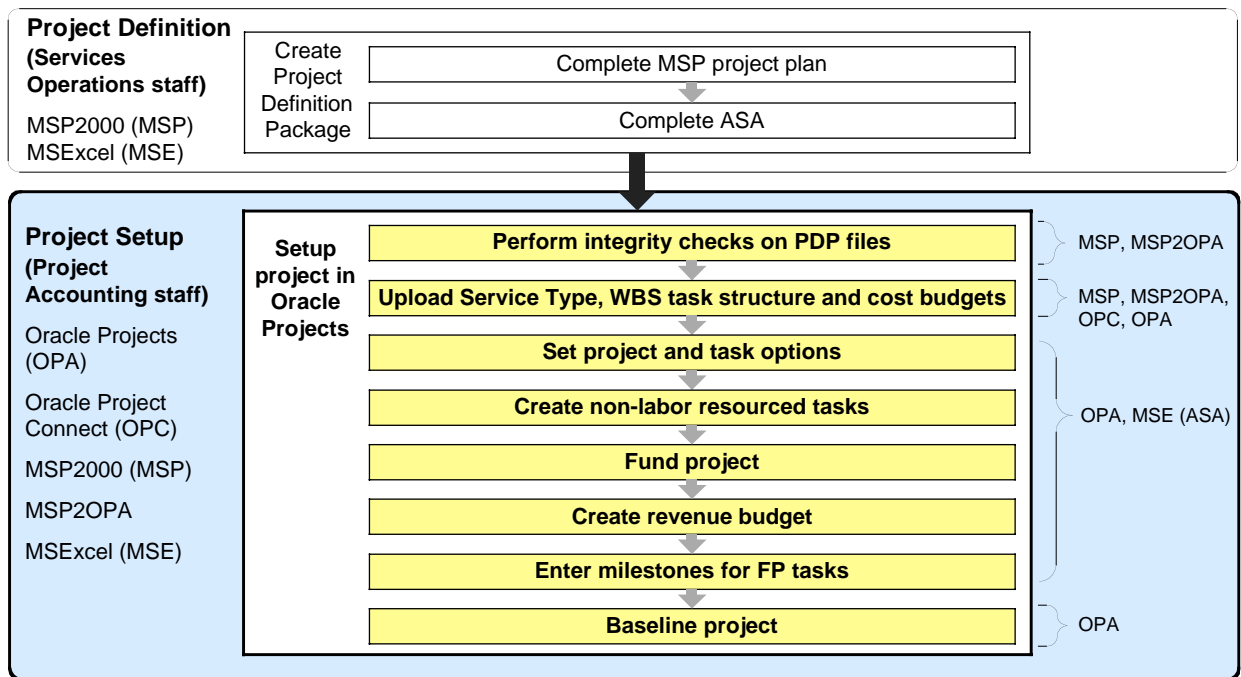 Project Definition
(Services
Operations staff)
MSP2000 (MSP)
MSExcel (MSE)
Create
Project
Definition
Package
Complete MSP project plan
Complete ASA
Project Setup
(Project
Accounting staff)
Oracle Projects
(OPA)
Oracle Project
Connect (OPC)
MSP2000 (MSP)
MSP2OPA
MSExcel (MSE)
Setup
project in
Oracle
Projects
Perform integrity checks on PDP files
Upload Service Type, WBS task structure and cost budgets
Set project and task options
Create non-labor resourced tasks
Fund project
Create revenue budget
Enter milestones for FP tasks
Baseline project
MSP, MSP2OPA
MSP, MSP2OPA,
OPC, OPA
OPA, MSE (ASA)
OPA